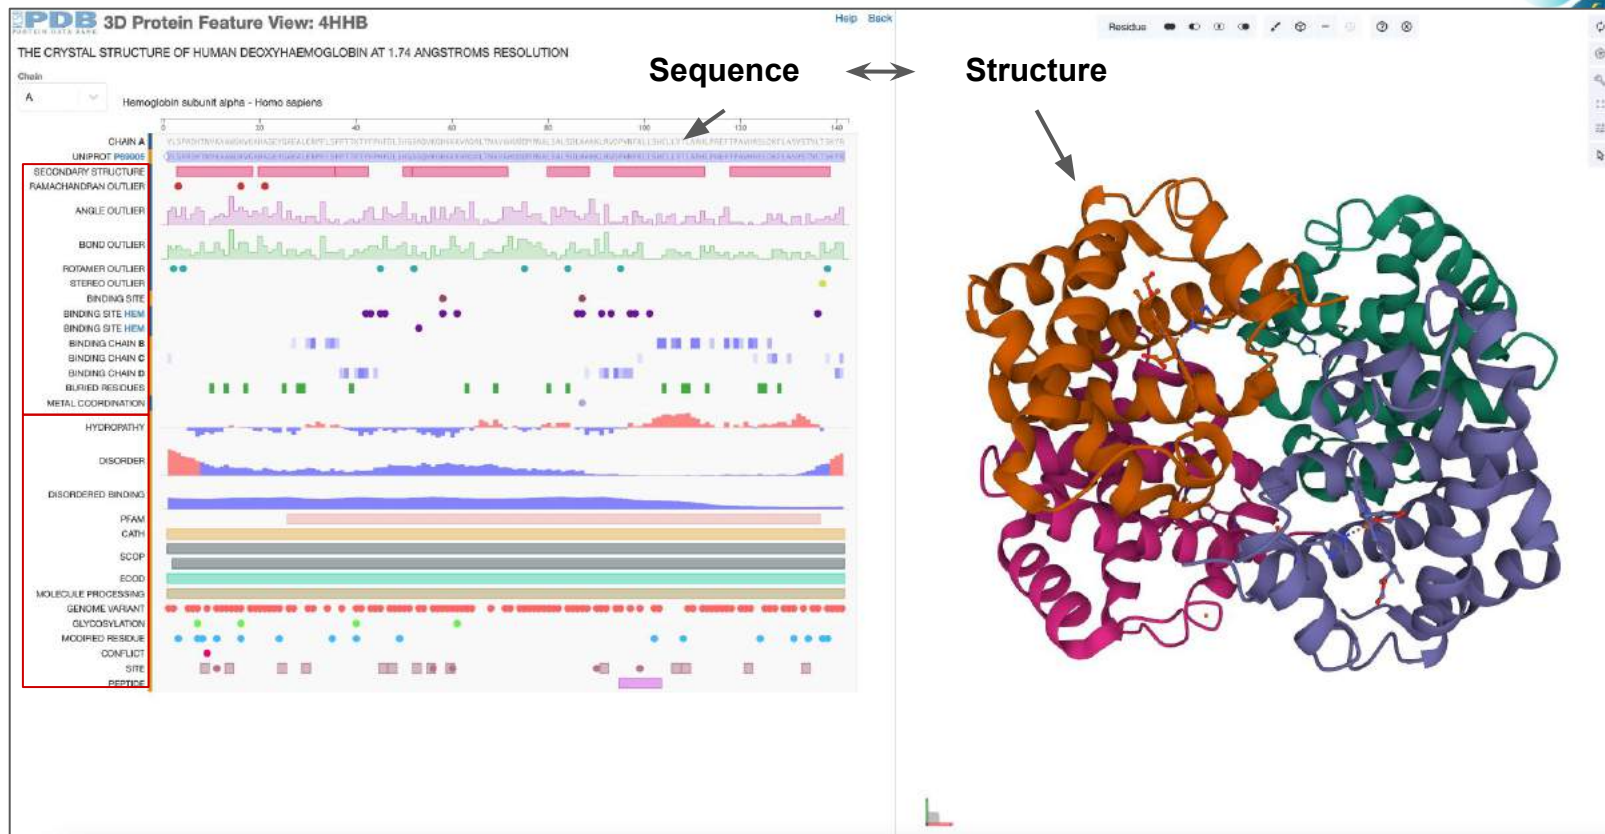 PDB 3D Protein Feature View: 4HHB
PROTEIN DATA BANK
Help Back
THE CRYSTAL STRUCTURE OF HUMAN DEOXYHAEMOGLOBIN AT 1.74 ANGSTROMS RESOLUTION
Chain
A
Hemoglobin subunit alpha - Homo sapiens
Sequence
Structure
Residue
0 20 40 60 80 100 120 140
CHAIN A
UNIPROT P69905
SECONDARY STRUCTURE
RAMACHANDRAN OUTLIER
ANGLE OUTLIER
BOND OUTLIER
ROTAMER OUTLIER
STEREO OUTLIER
BINDING SITE
BINDING SITE HEM
BINDING SITE HEM
BINDING CHAIN B
BINDING CHAIN C
BINDING CHAIN D
BURIED RESIDUES
METAL COORDINATION
HYDROPATHY
DISORDER
DISORDERED BINDING
PFAM
CATH
SCOP
ECOD
MOLECULE PROCESSING
GENOME VARIANT
GLYCOSYLATION
MODIFIED RESIDUE
CONFLICT
SITE
PEPTIDE